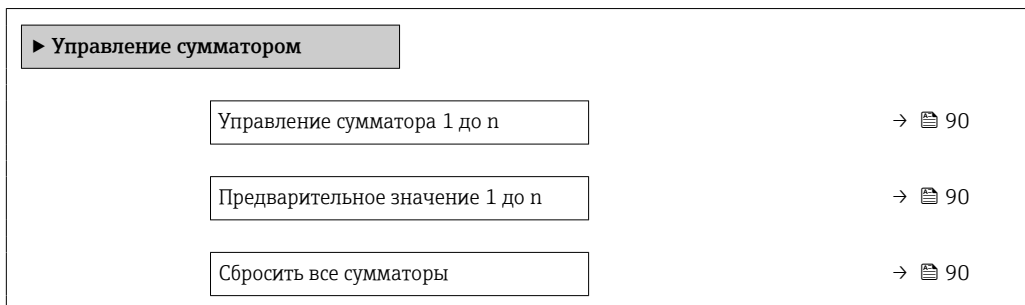 ▶ Управление сумматором
Управление сумматора 1 до n → 90
Предварительное значение 1 до n → 90
Сбросить все сумматоры → 90